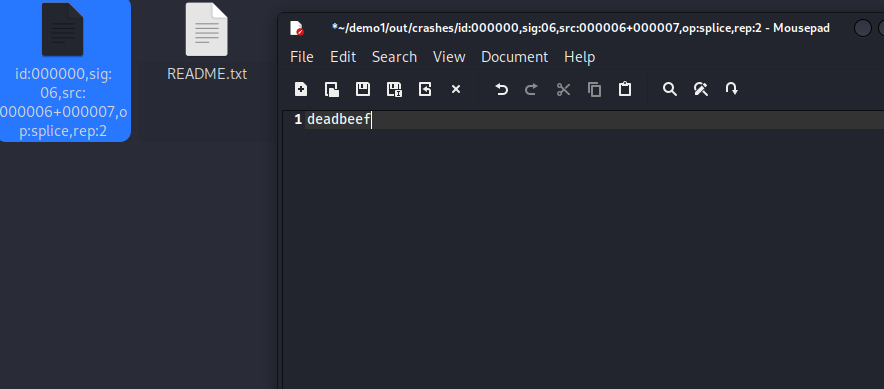 id:000000,sig:
06,src:
000006+000007,o
p:splice,rep:2
README.txt
*~/demo1/out/crashes/id:000000,sig:06,src:000006+000007,op:splice,rep:2 - Mousepad
File Edit Search View Document Help
1 deadbeef